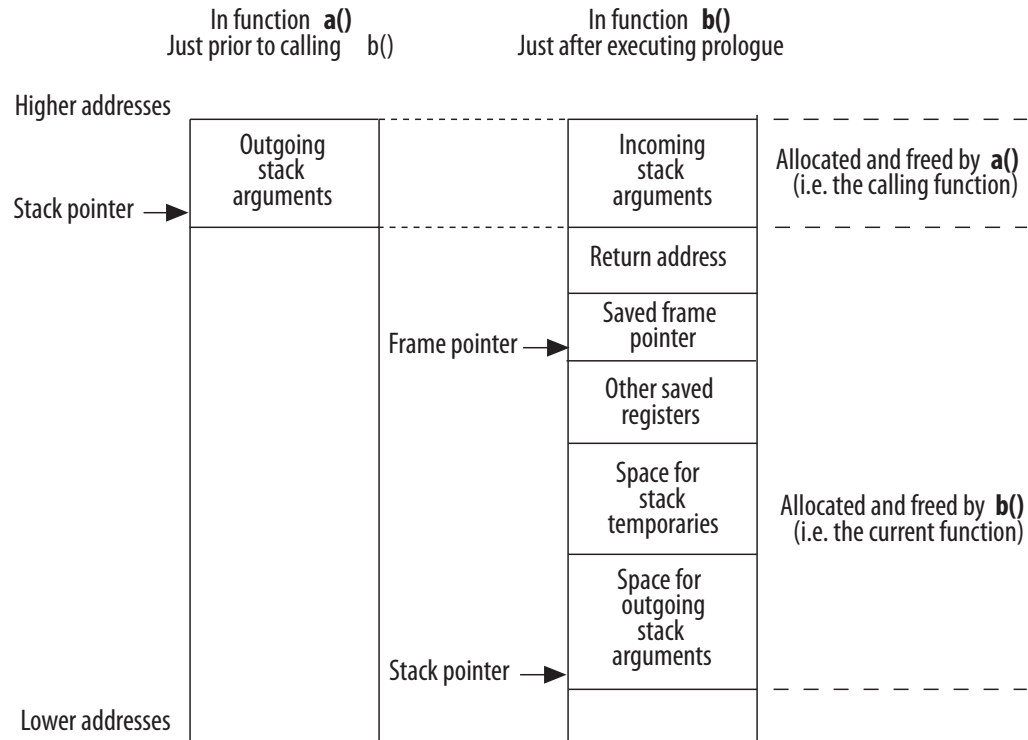 In function a()
Just prior to calling b()
In function b()
Just after executing prologue
Higher addresses
Outgoing
stack
arguments
Incoming
stack
arguments
Allocated and freed by a()
(i.e. the calling function)
Stack pointer
Return address
Saved frame
pointer
Frame pointer
Other saved
registers
Space for
stack
temporaries
Allocated and freed by b()
(i.e. the current function)
Space for
outgoing
stack
arguments
Stack pointer
Lower addresses